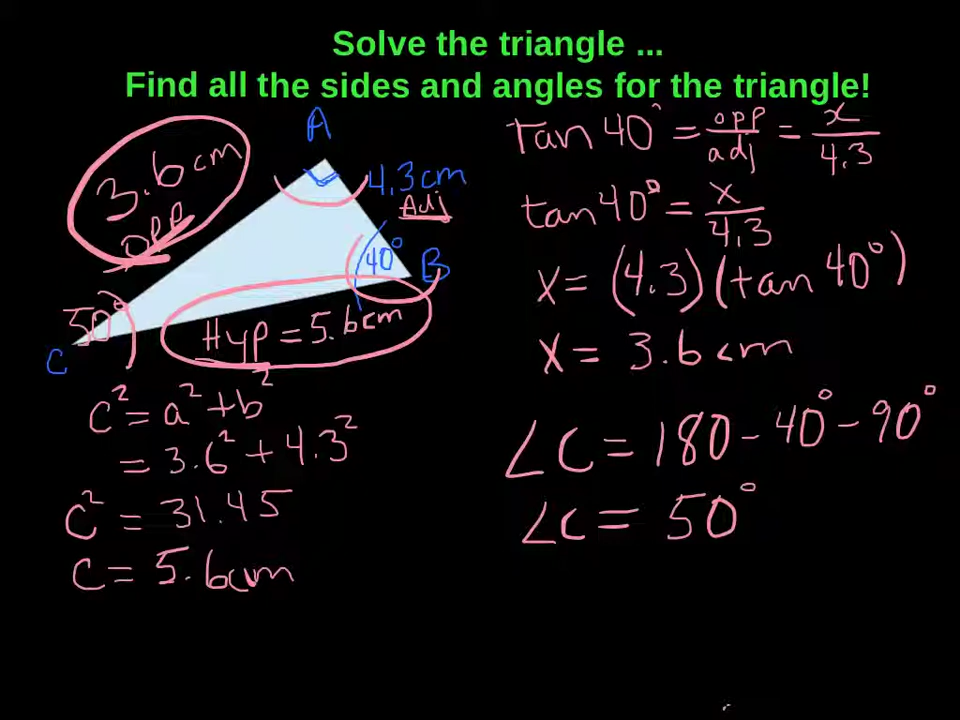 Solve the triangle ...
Find all the sides and angles for the triangle!
A
3.6cm
opp
4.3cm
Adj
40°
B
50°
C
Hyp = 5.6cm
c² = a² + b²
= 3.6² + 4.3²
c² = 31.45
c = 5.6cm
tan 40° = opp/adj = x/4.3
tan 40° = x/4.3
x = (4.3)(tan 40°)
x = 3.6cm
∠C = 180 - 40° - 90°
∠C = 50°